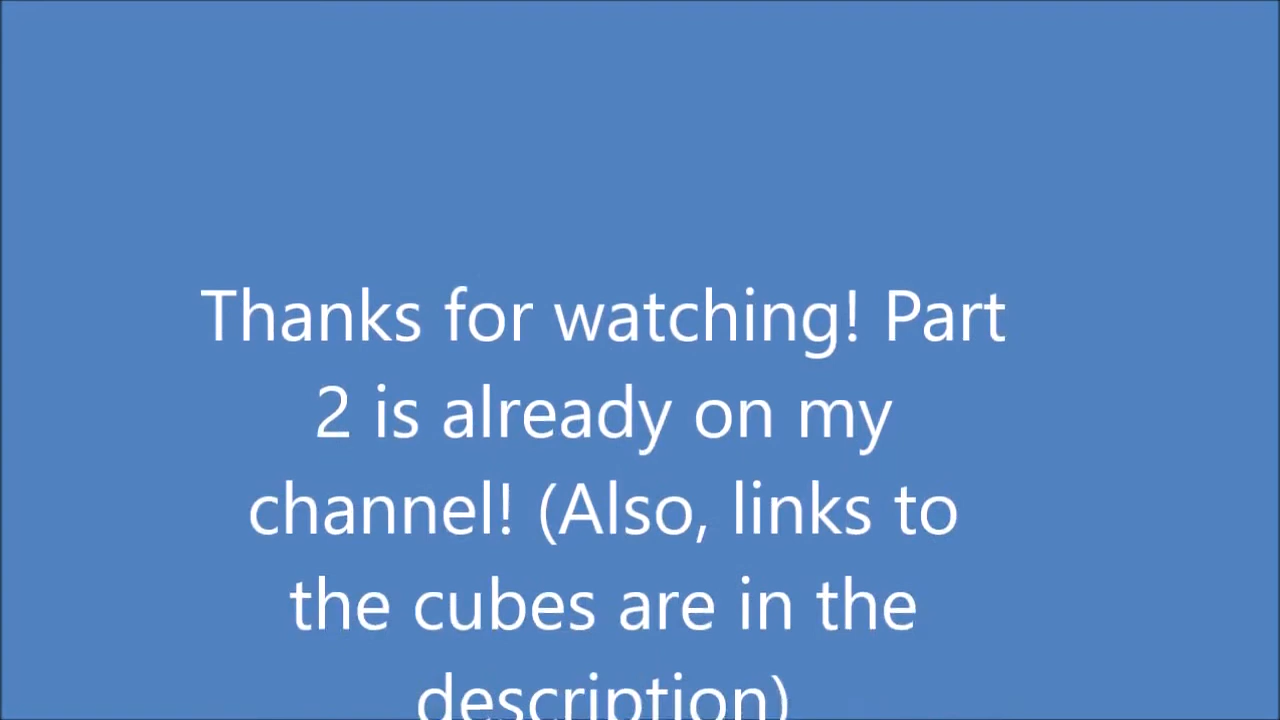 Thanks for watching! Part
2 is already on my
channel! (Also, links to
the cubes are in the
description)